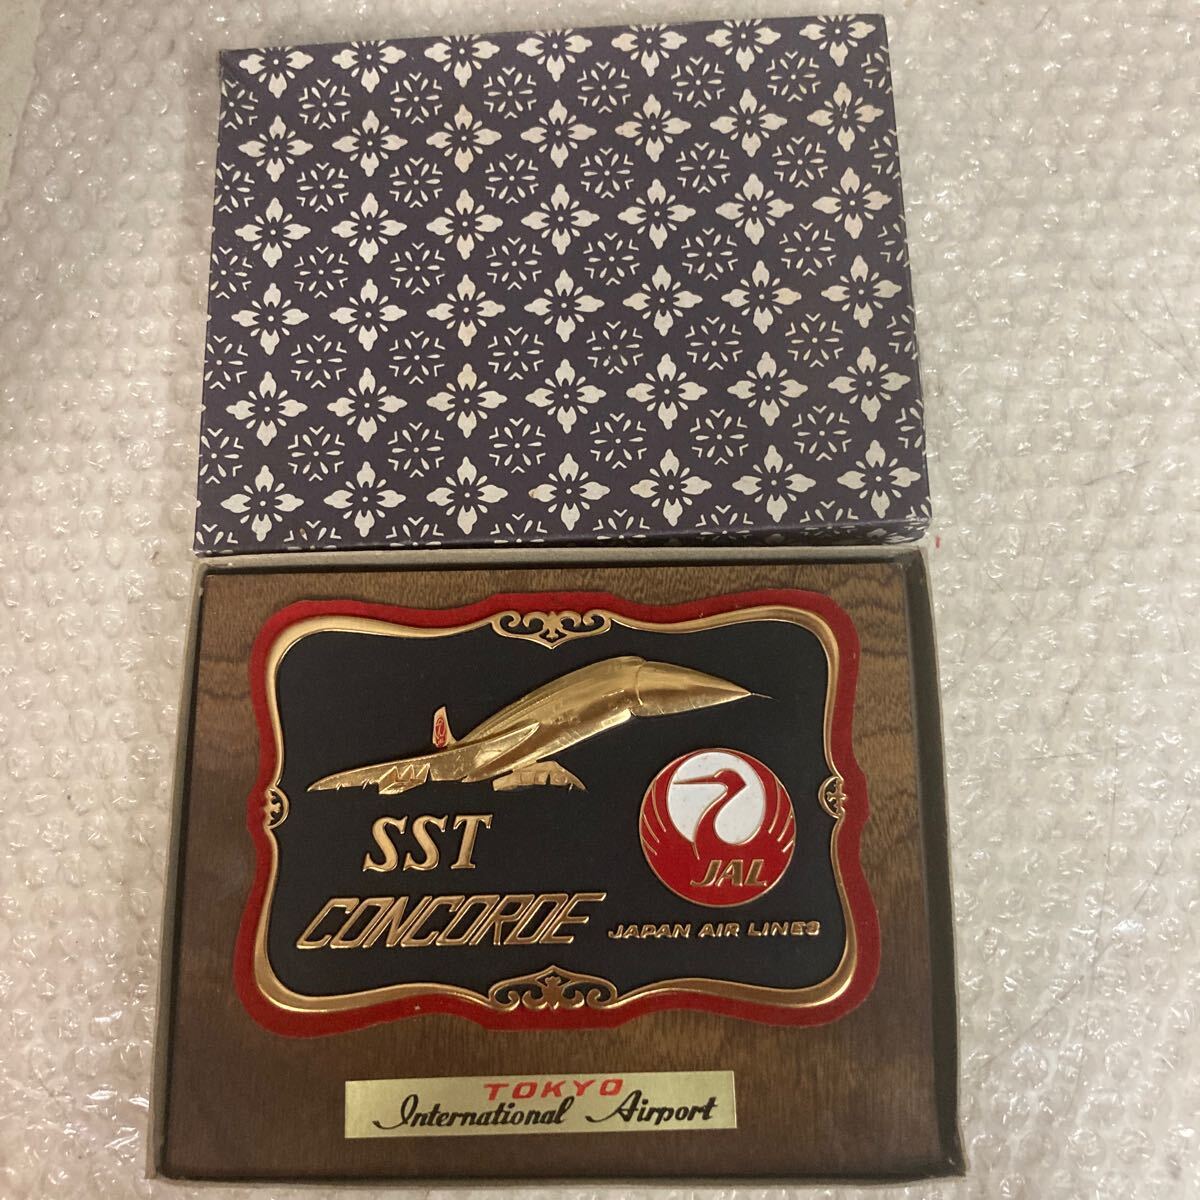 SST
JAL
CONCORDE
JAPAN AIR LINES
TOKYO
International Airport